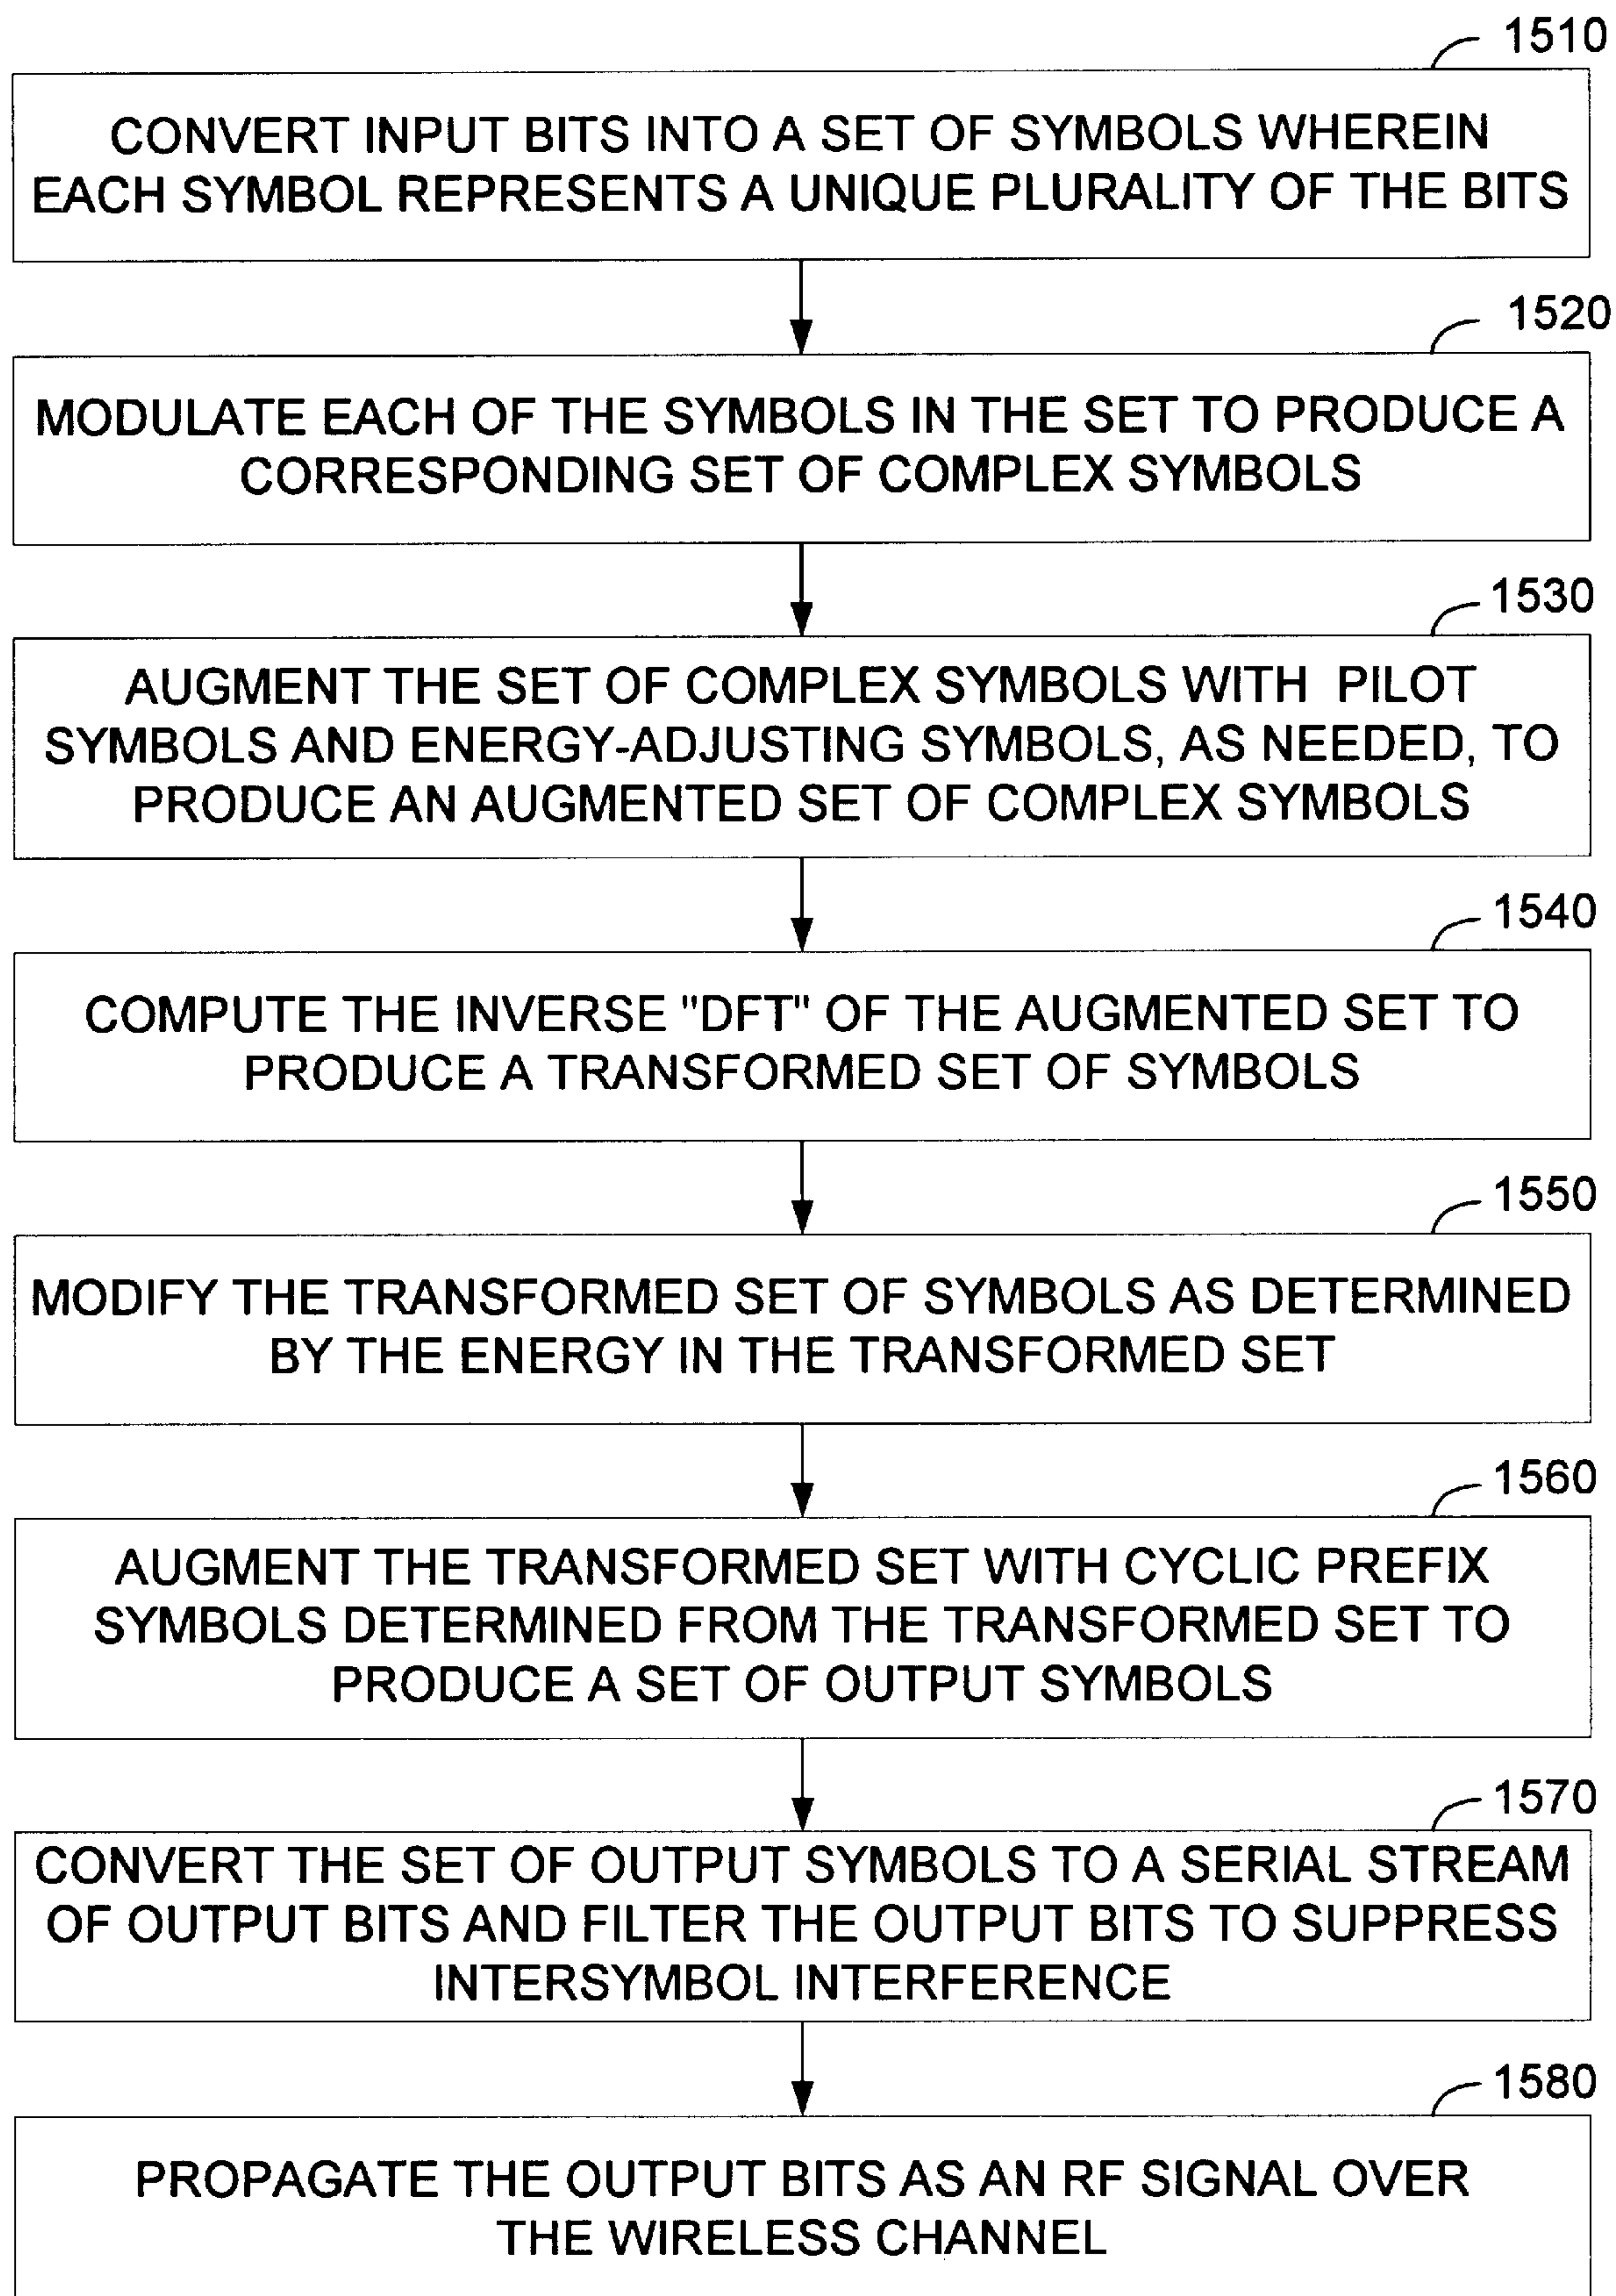 1510
CONVERT INPUT BITS INTO A SET OF SYMBOLS WHEREIN
EACH SYMBOL REPRESENTS A UNIQUE PLURALITY OF THE BITS
1520
MODULATE EACH OF THE SYMBOLS IN THE SET TO PRODUCE A
CORRESPONDING SET OF COMPLEX SYMBOLS
1530
AUGMENT THE SET OF COMPLEX SYMBOLS WITH PILOT
SYMBOLS AND ENERGY-ADJUSTING SYMBOLS, AS NEEDED, TO
PRODUCE AN AUGMENTED SET OF COMPLEX SYMBOLS
1540
COMPUTE THE INVERSE "DFT" OF THE AUGMENTED SET TO
PRODUCE A TRANSFORMED SET OF SYMBOLS
1550
MODIFY THE TRANSFORMED SET OF SYMBOLS AS DETERMINED
BY THE ENERGY IN THE TRANSFORMED SET
1560
AUGMENT THE TRANSFORMED SET WITH CYCLIC PREFIX
SYMBOLS DETERMINED FROM THE TRANSFORMED SET TO
PRODUCE A SET OF OUTPUT SYMBOLS
1570
CONVERT THE SET OF OUTPUT SYMBOLS TO A SERIAL STREAM
OF OUTPUT BITS AND FILTER THE OUTPUT BITS TO SUPPRESS
INTERSYMBOL INTERFERENCE
1580
PROPAGATE THE OUTPUT BITS AS AN RF SIGNAL OVER
THE WIRELESS CHANNEL